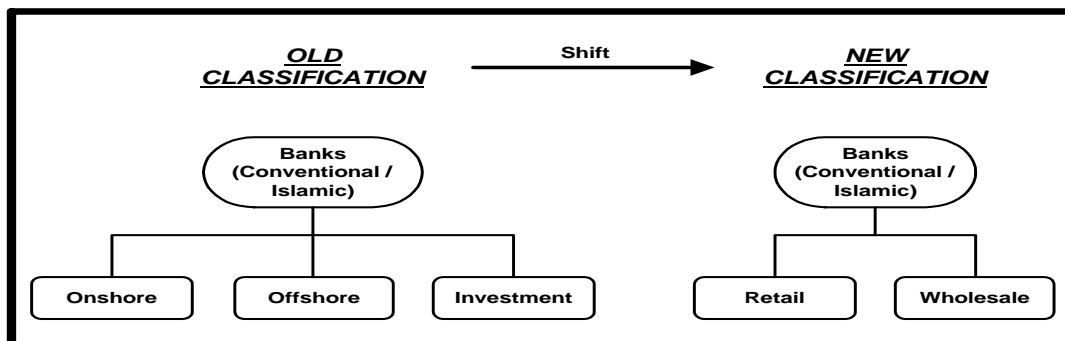 OLD
CLASSIFICATION
Shift
NEW
CLASSIFICATION
Banks
(Conventional /
Islamic)
Banks
(Conventional /
Islamic)
Onshore
Offshore
Investment
Retail
Wholesale